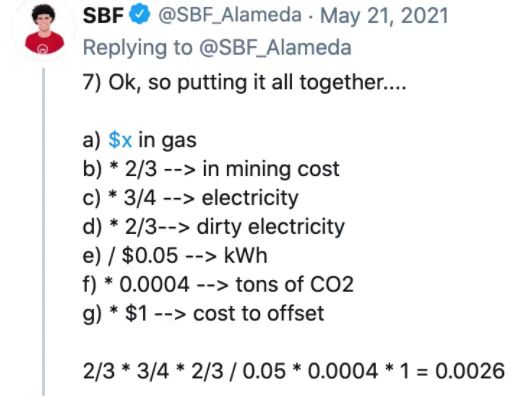 SBF @SBF_Alameda · May 21, 2021
Replying to @SBF_Alameda
7) Ok, so putting it all together....
a) $x in gas
b) * 2/3 --> in mining cost
c) * 3/4 --> electricity
d) * 2/3--> dirty electricity
e) / $0.05 --> kWh
f) * 0.0004 --> tons of CO2
g) * $1 --> cost to offset
2/3 * 3/4 * 2/3 / 0.05 * 0.0004 * 1 = 0.0026